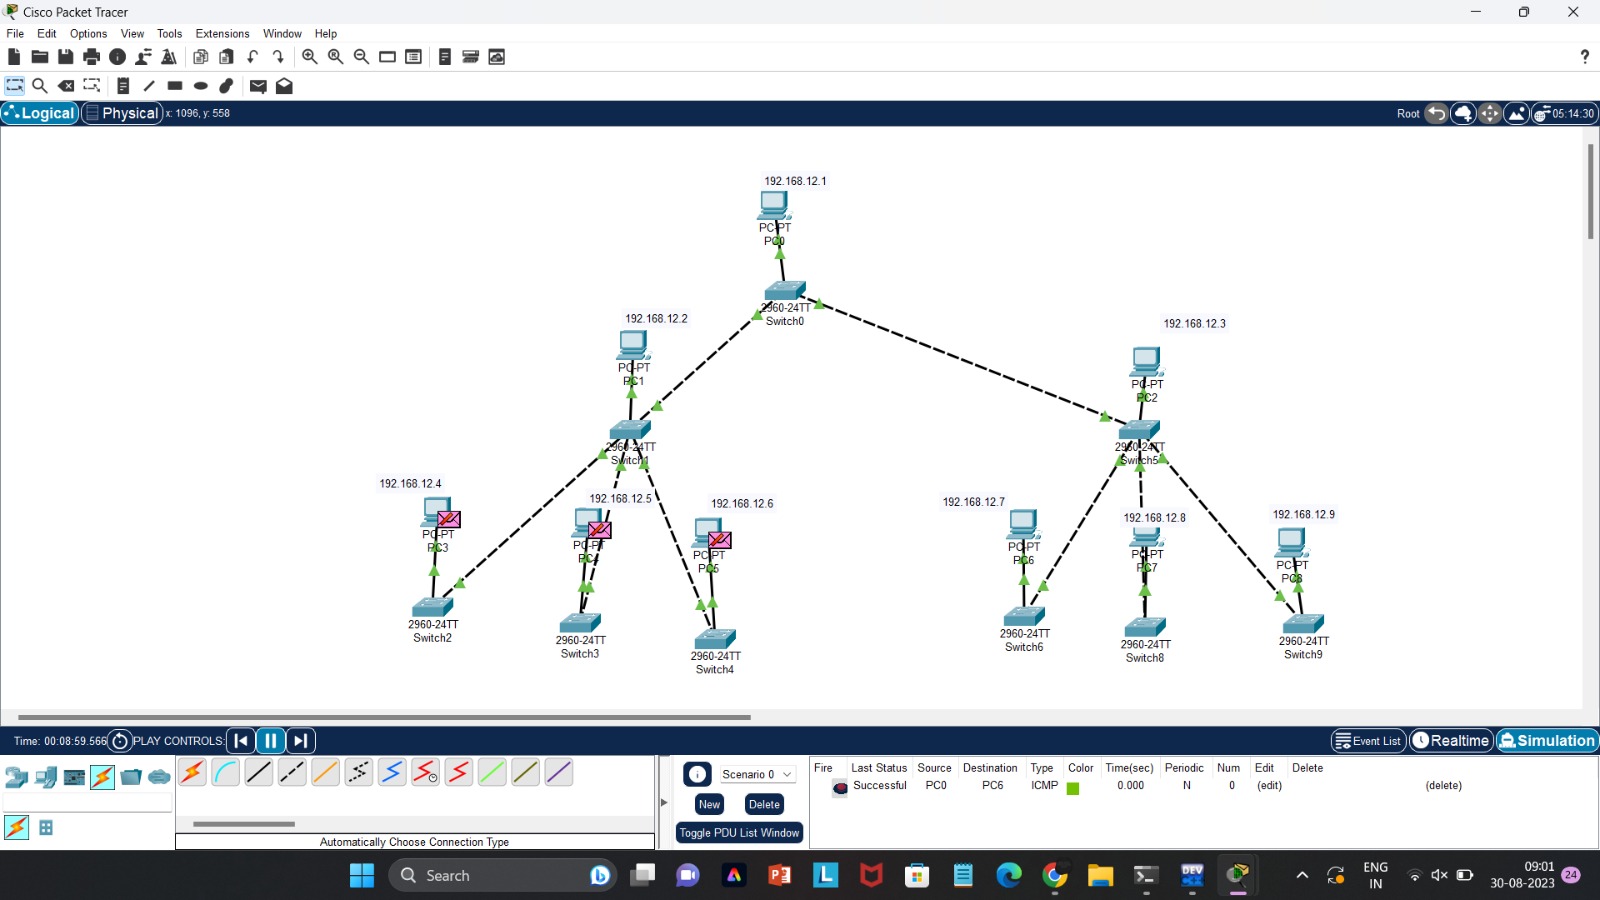 Cisco Packet Tracer
File Edit Options View Tools Extensions Window Help
?
Logical Physical x: 1096, y: 558 Root 05:14:30
192.168.12.1
PC-PT
PC0
2960-24TT
Switch0
192.168.12.2
PC-PT
PC1
192.168.12.3
PC-PT
PC2
2960-24TT
Switch1
2950-24TT
Switch5
192.168.12.4
PC-PT
PC3
192.168.12.5
PC-PT
192.168.12.6
PC-PT
PC5
192.168.12.7
PC-PT
PC6
192.168.12.8
PC-PT
PC7
192.168.12.9
PC-PT
PC8
2960-24TT
Switch2
2960-24TT
Switch3
2960-24TT
Switch4
2960-24TT
Switch6
2960-24TT
Switch8
2960-24TT
Switch9
Time: 00:08:59.566 PLAY CONTROLS: Event List Realtime Simulation
Scenario 0
New Delete
Toggle PDU List Window
Fire Last Status Source Destination Type Color Time(sec) Periodic Num Edit Delete
Successful PC0 PC6 ICMP 0.000 N 0 (edit) (delete)
Automatically Choose Connection Type
Search
ENG
IN
09:01
30-08-2023
24